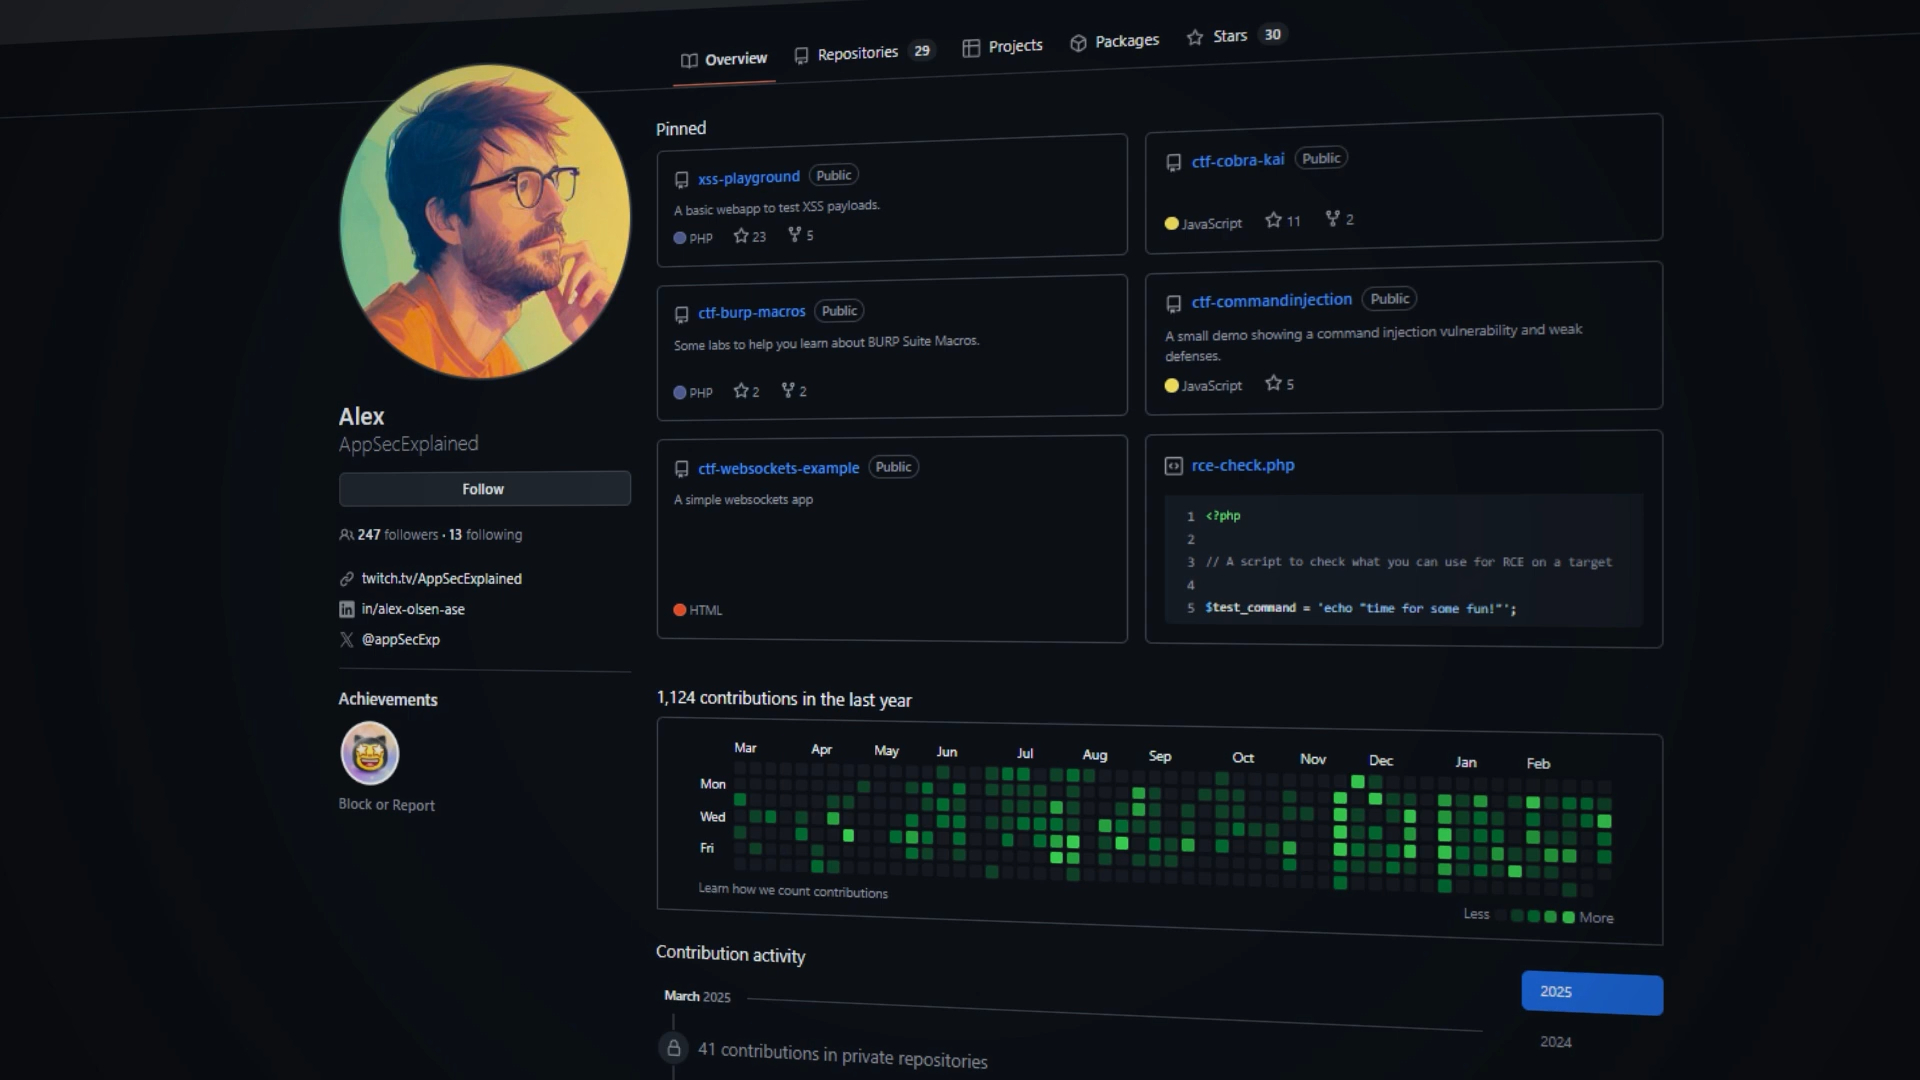 Overview
Repositories 29
Projects
Packages
Stars 30
Alex
AppSecExplained
Follow
247 followers · 13 following
twitch.tv/AppSecExplained
in
in/alex-olsen-ase
@appSecExp
Achievements
Block or Report
Pinned
xss-playground Public
A basic webapp to test XSS payloads.
PHP 23 5
ctf-cobra-kai Public
JavaScript 11 2
ctf-burp-macros Public
Some labs to help you learn about BURP Suite Macros.
PHP 2 2
ctf-commandinjection Public
A small demo showing a command injection vulnerability and weak
defenses.
JavaScript 5
ctf-websockets-example Public
A simple websockets app
HTML
rce-check.php
1 <?php
2
3 // A script to check what you can use for RCE on a target
4
5 $test_command = 'echo "time for some fun!"';
1,124 contributions in the last year
Mar Apr May Jun Jul Aug Sep Oct Nov Dec Jan Feb
Mon
Wed
Fri
Learn how we count contributions
Less More
Contribution activity
2025
2024
March 2025
41 contributions in private repositories